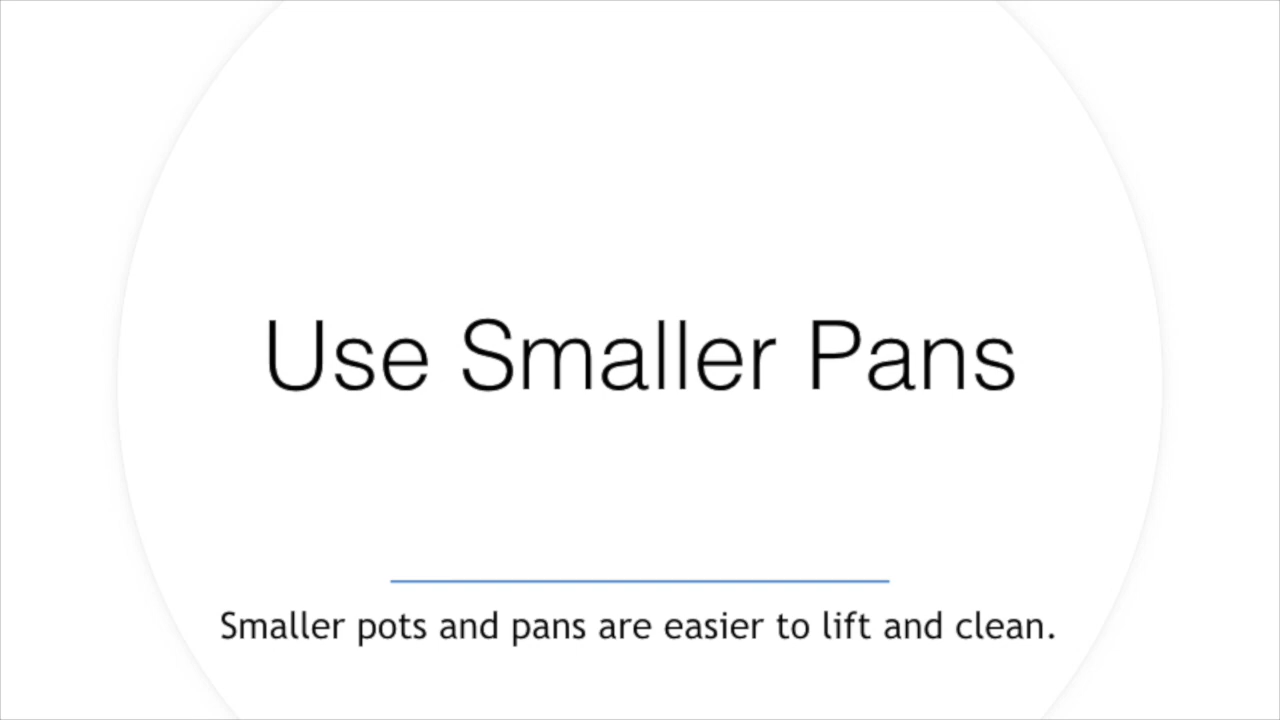 Use Smaller Pans
Smaller pots and pans are easier to lift and clean.